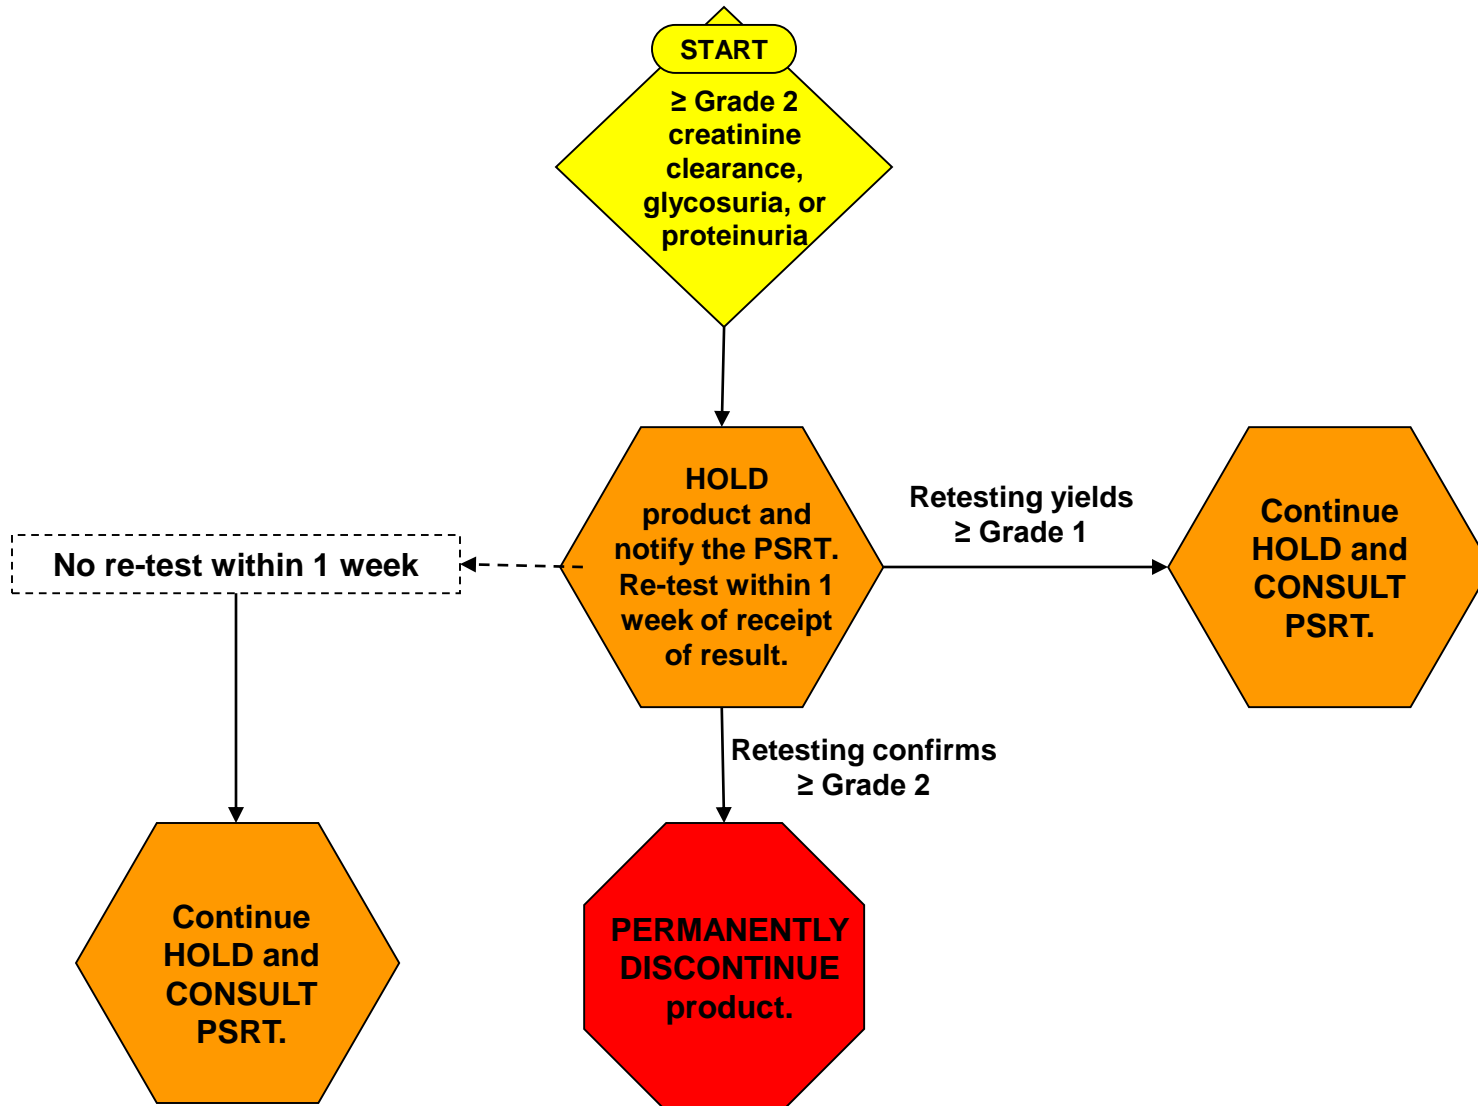 START
≥ Grade 2
creatinine
clearance,
glycosuria, or
proteinuria
HOLD
product and
notify the PSRT.
Re-test within 1
week of receipt
of result.
Retesting yields
≥ Grade 1
Continue
HOLD and
CONSULT
PSRT.
No re-test within 1 week
Retesting confirms
≥ Grade 2
Continue
HOLD and
CONSULT
PSRT.
PERMANENTLY
DISCONTINUE
product.